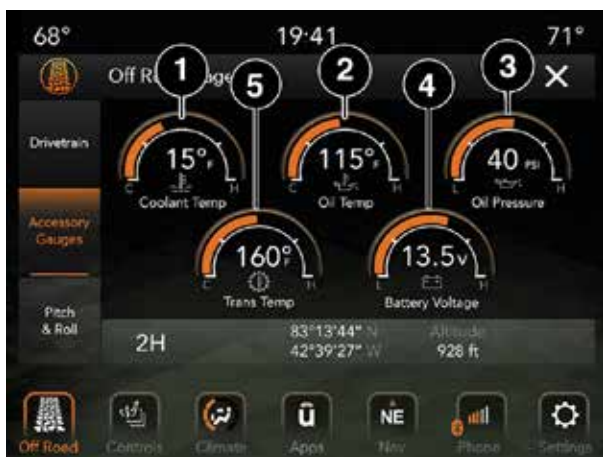 68° 19:41 71°
1 2 3 4 5
Off R
Drivetrain
Accessory
Gauges
Pitch
& Roll
15°F
C H
Coolant Temp
115°F
C H
Oil Temp
40 PSI
L H
Oil Pressure
160°F
C H
Trans Temp
13.5v
L H
Battery Voltage
2H
83°13'44" N
42°39'27" W
Altitude
928 ft
Off Road Controls Climate Apps Nav Phone Settings
ū NE